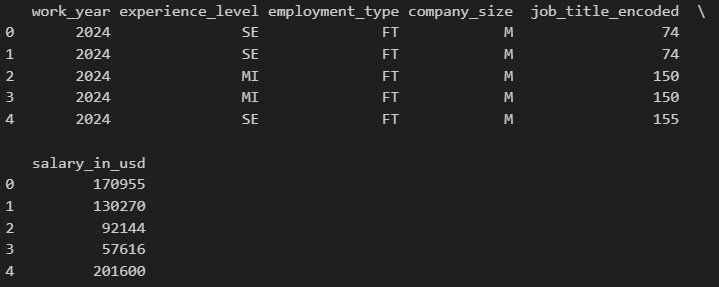 work_year experience_level employment_type company_size job_title_encoded \
0 2024 SE FT M 74
1 2024 SE FT M 74
2 2024 MI FT M 150
3 2024 MI FT M 150
4 2024 SE FT M 155
salary_in_usd
0 170955
1 130270
2 92144
3 57616
4 201600